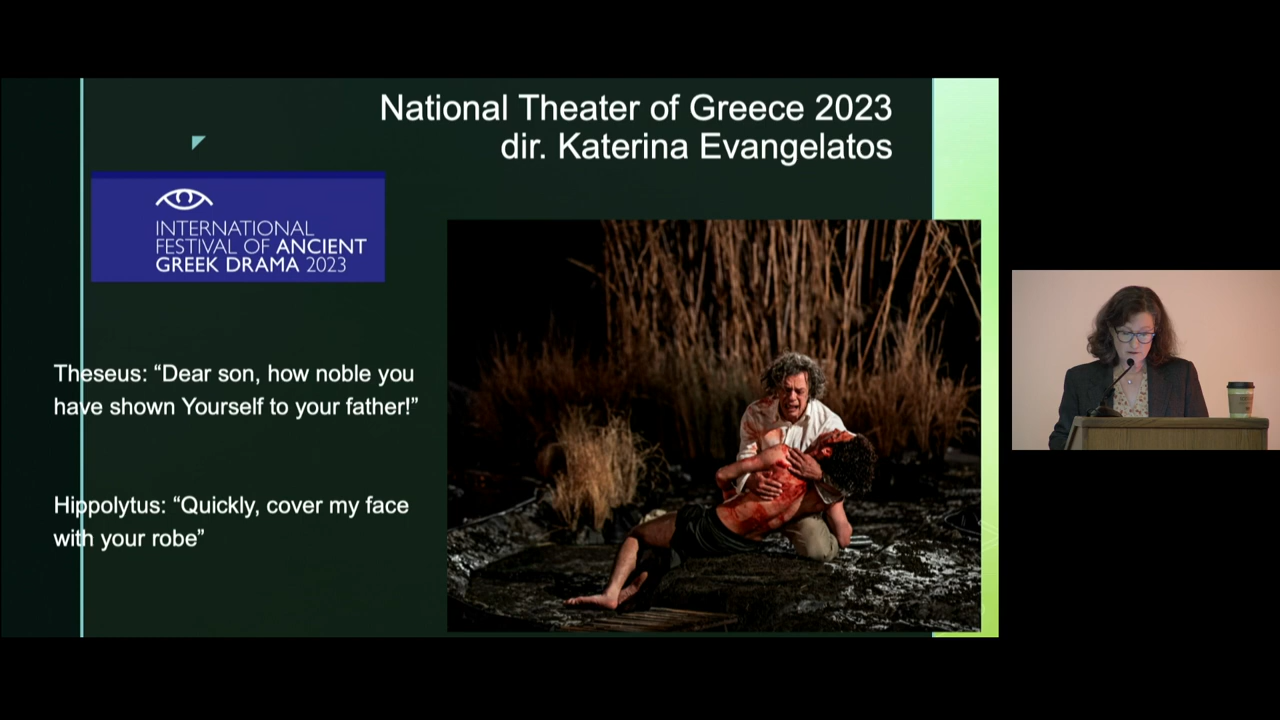 National Theater of Greece 2023
dir. Katerina Evangelatos
INTERNATIONAL
FESTIVAL OF ANCIENT
GREEK DRAMA 2023
Theseus: “Dear son, how noble you
have shown Yourself to your father!”
Hippolytus: “Quickly, cover my face
with your robe”